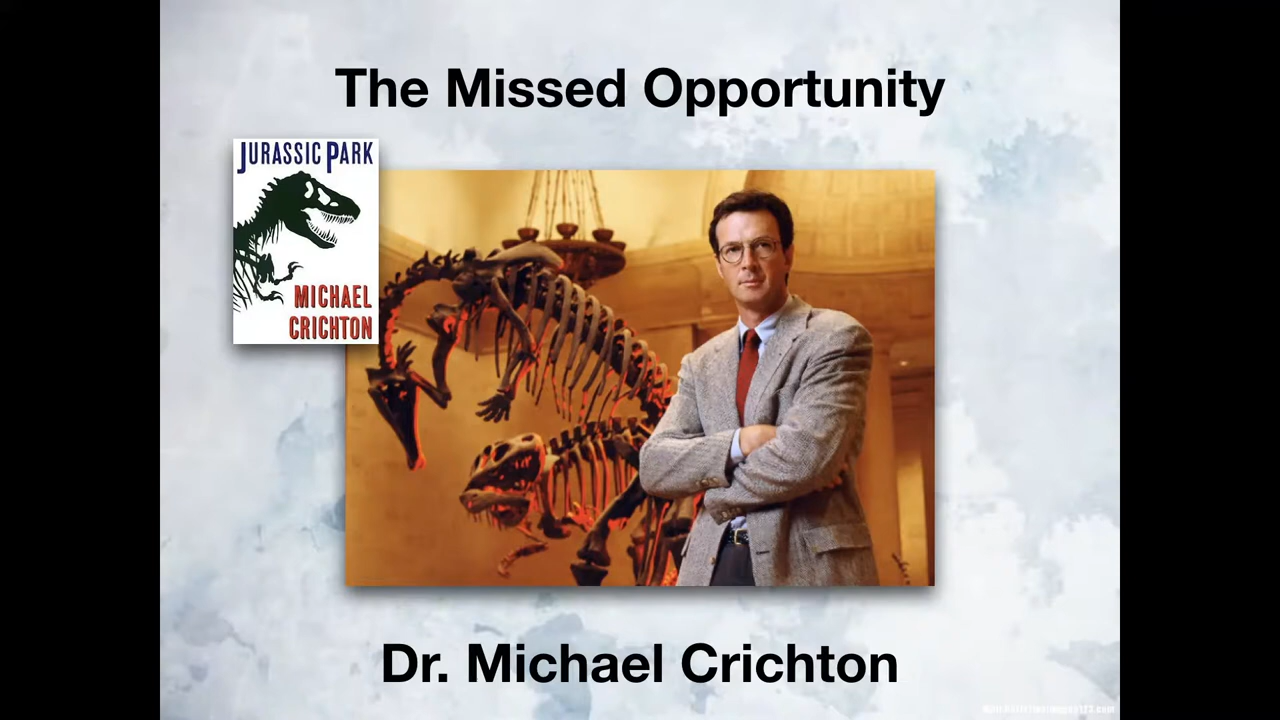 The Missed Opportunity
JURASSIC PARK
MICHAEL
CRICHTON
Dr. Michael Crichton